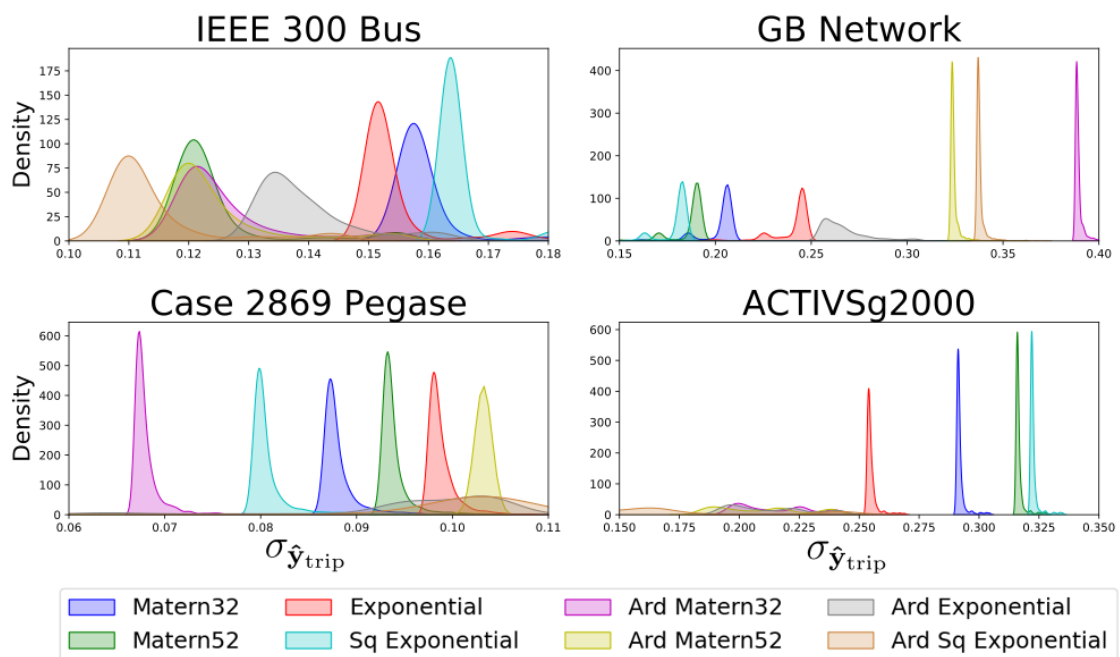 IEEE 300 Bus
GB Network
Density
175
150
125
100
75
50
25
0
0.10 0.11 0.12 0.13 0.14 0.15 0.16 0.17 0.18
400
300
200
100
0
0.15 0.20 0.25 0.30 0.35 0.40
Case 2869 Pegase
ACTIVSg2000
Density
600
500
400
300
200
100
0
0.06 0.07 0.08 0.09 0.10 0.11
600
500
400
300
200
100
0
0.150 0.175 0.200 0.225 0.250 0.275 0.300 0.325 0.350
σŷtrip
σŷtrip
Matern32 Exponential Ard Matern32 Ard Exponential
Matern52 Sq Exponential Ard Matern52 Ard Sq Exponential